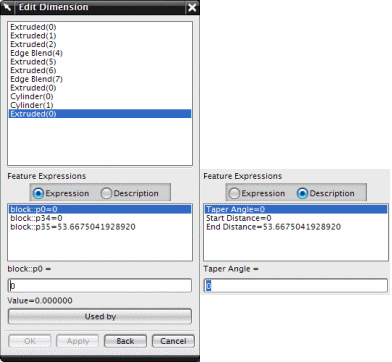 Edit Dimension
Extruded(0)
Extruded(1)
Extruded(2)
Edge Blend(4)
Extruded(5)
Extruded(6)
Edge Blend(7)
Extruded(0)
Cylinder(0)
Cylinder(1)
Extruded(0)
Feature Expressions
Expression
Description
block::p0=0
block::p34=0
block::p35=53.6675041928920
block::p0 =
0
Value=0.000000
Used by
OK
Apply
Back
Cancel
Feature Expressions
Expression
Description
Taper Angle=0
Start Distance=0
End Distance=53.6675041928920
Taper Angle =
0